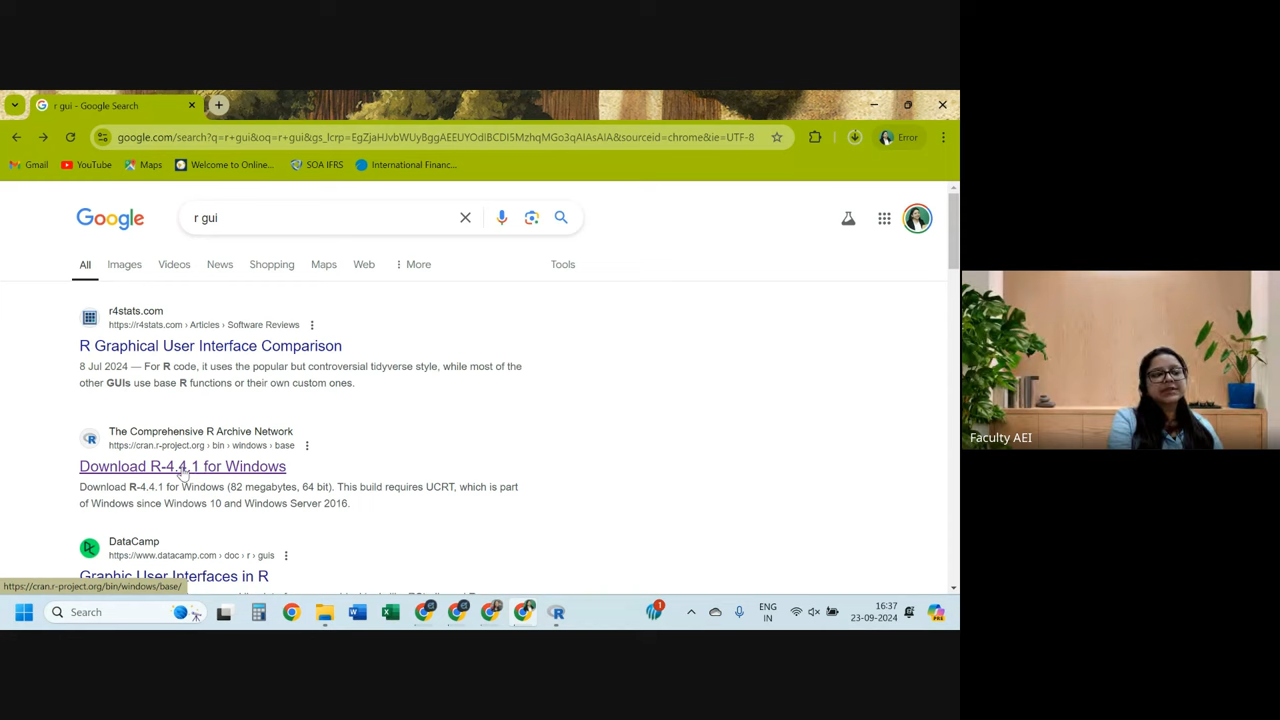 r gui - Google Search
google.com/search?q=r+gui&oq=r+gui&gs_lcrp=EgZjaHJvbWUyBggAEEUYOdIBCDI5MzhqMGo3qAIAsAIA&sourceid=chrome&ie=UTF-8
Error
Gmail
YouTube
Maps
Welcome to Online...
SOA IFRS
International Financ...
Google
r gui
All
Images
Videos
News
Shopping
Maps
Web
More
Tools
r4stats.com
https://r4stats.com › Articles › Software Reviews
R Graphical User Interface Comparison
8 Jul 2024 — For R code, it uses the popular but controversial tidyverse style, while most of the
other GUIs use base R functions or their own custom ones.
The Comprehensive R Archive Network
https://cran.r-project.org › bin › windows › base
Download R-4.4.1 for Windows
Download R-4.4.1 for Windows (82 megabytes, 64 bit). This build requires UCRT, which is part
of Windows since Windows 10 and Windows Server 2016.
DataCamp
https://www.datacamp.com › doc › r › guis
Graphic User Interfaces in R
https://cran.r-project.org/bin/windows/base/
Search
1
ENG
IN
16:37
23-09-2024
PRE
Faculty AEI